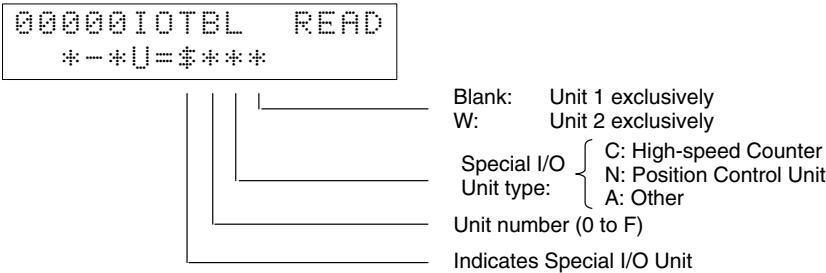 00000IOTBL  READ
*-*U=$***
Blank: Unit 1 exclusively
W: Unit 2 exclusively
Special I/O Unit type:
C: High-speed Counter
N: Position Control Unit
A: Other
Unit number (0 to F)
Indicates Special I/O Unit